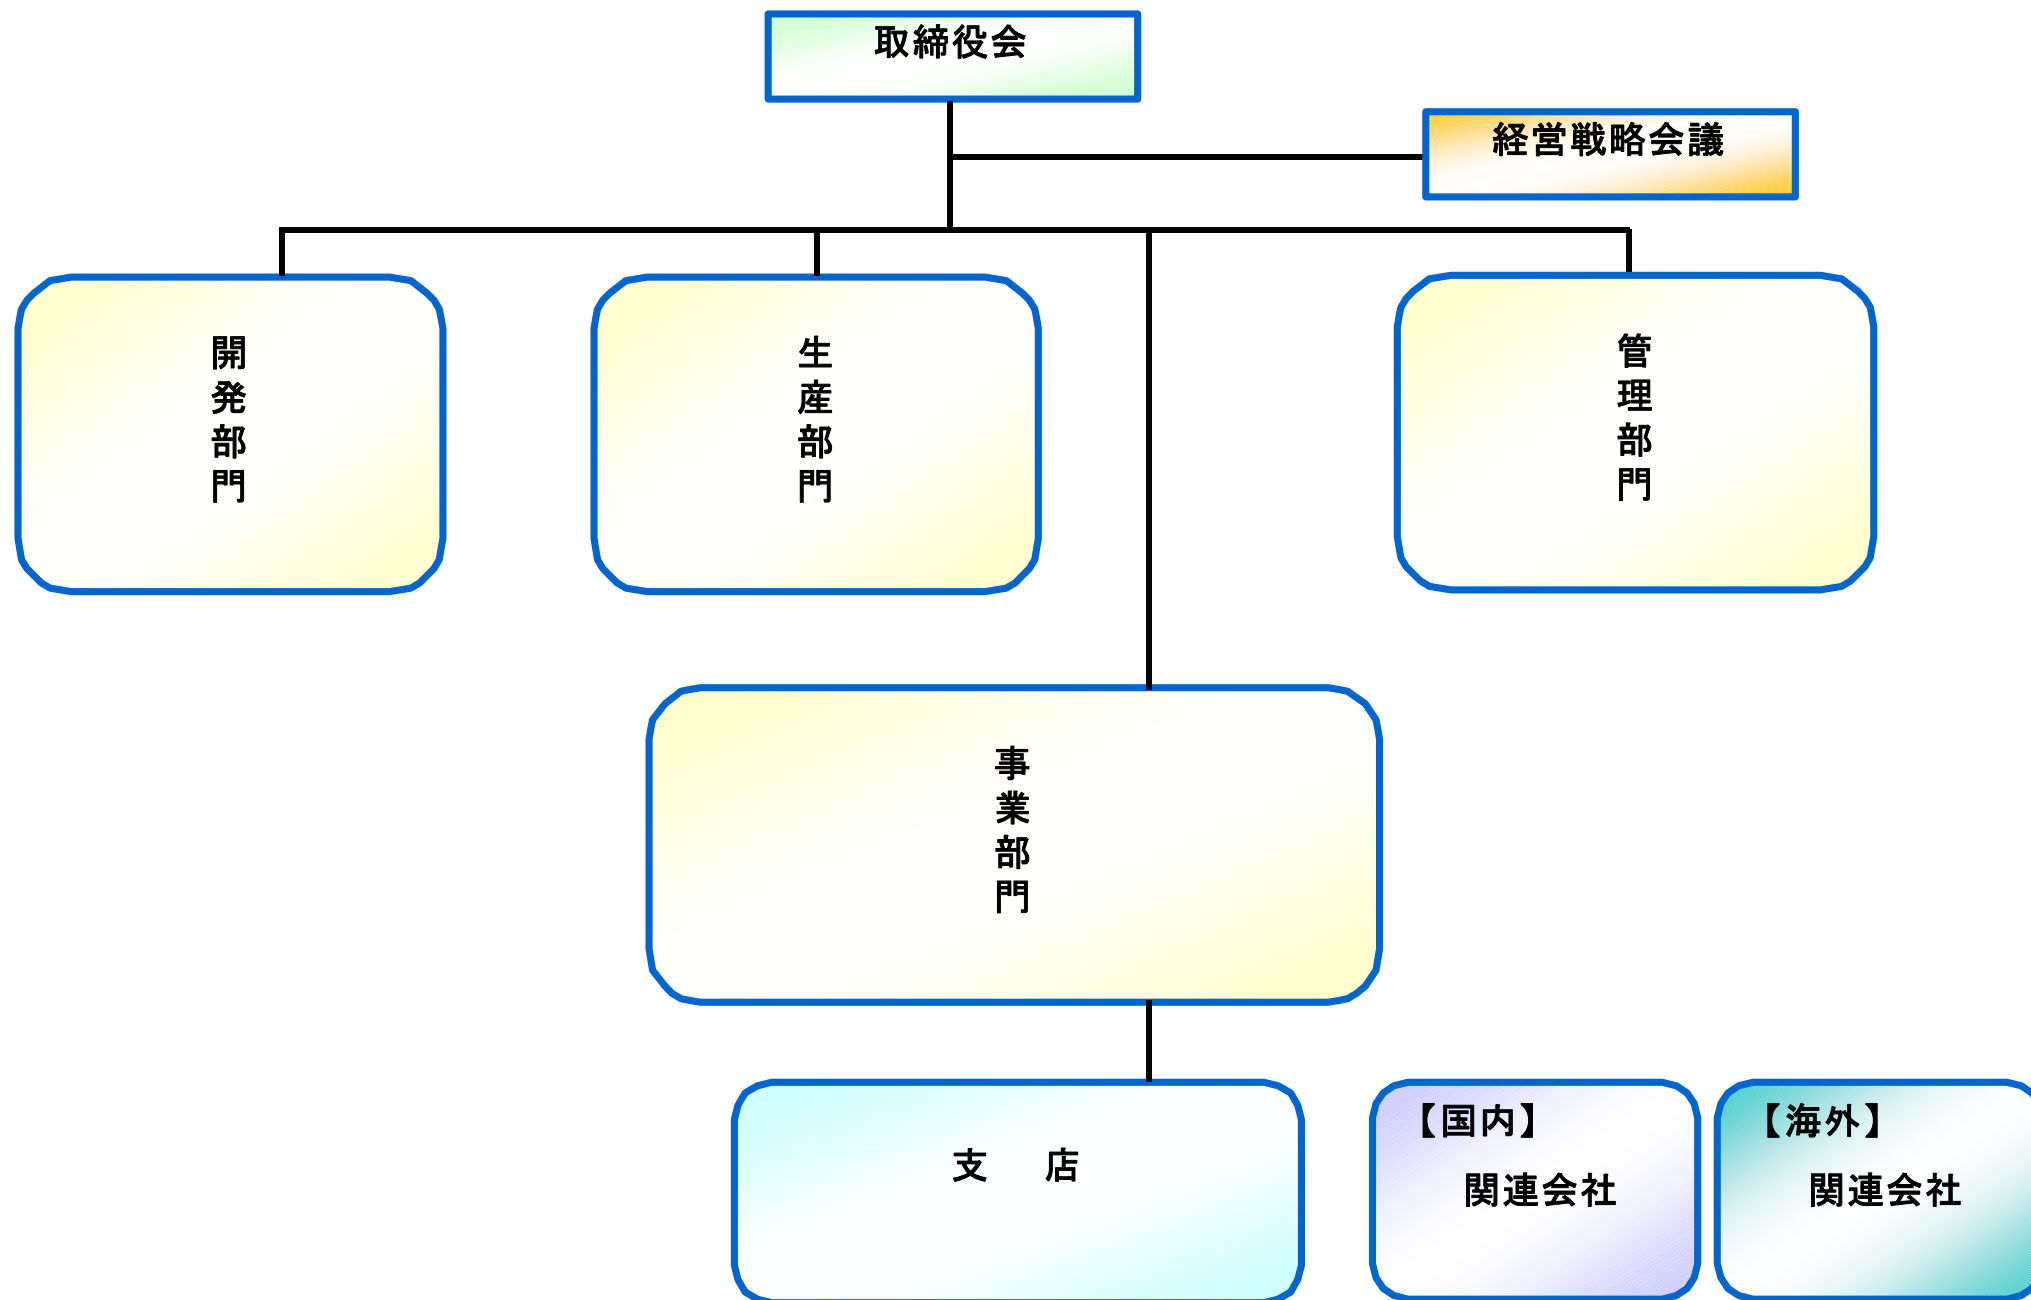 取締役会
経営戦略会議
開発部門
生産部門
管理部門
事業部門
支　店
【国内】
関連会社
【海外】
関連会社